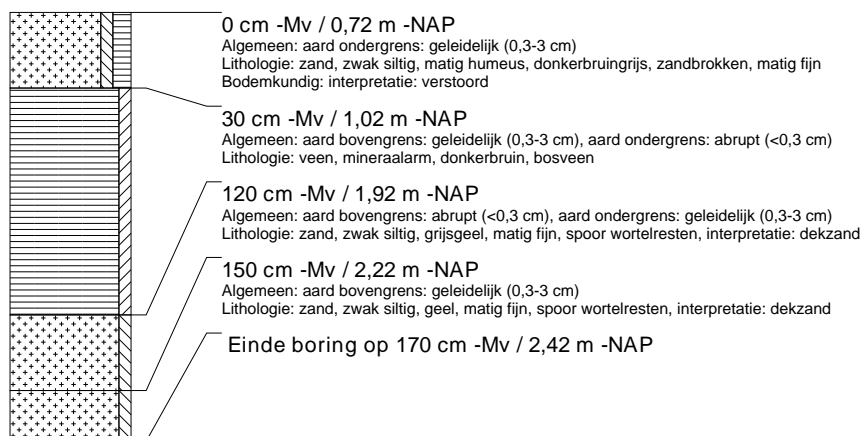 0 cm -Mv / 0,72 m -NAP
Algemeen: aard ondergrens: geleidelijk (0,3-3 cm)
Lithologie: zand, zwak siltig, matig humeus, donkerbruingrijs, zandbrokken, matig fijn
Bodemkundig: interpretatie: verstoord
30 cm -Mv / 1,02 m -NAP
Algemeen: aard bovengrens: geleidelijk (0,3-3 cm), aard ondergrens: abrupt (<0,3 cm)
Lithologie: veen, mineraalarm, donkerbruin, bosveen
120 cm -Mv / 1,92 m -NAP
Algemeen: aard bovengrens: abrupt (<0,3 cm), aard ondergrens: geleidelijk (0,3-3 cm)
Lithologie: zand, zwak siltig, grijsgeel, matig fijn, spoor wortelresten, interpretatie: dekzand
150 cm -Mv / 2,22 m -NAP
Algemeen: aard bovengrens: geleidelijk (0,3-3 cm)
Lithologie: zand, zwak siltig, geel, matig fijn, spoor wortelresten, interpretatie: dekzand
Einde boring op 170 cm -Mv / 2,42 m -NAP